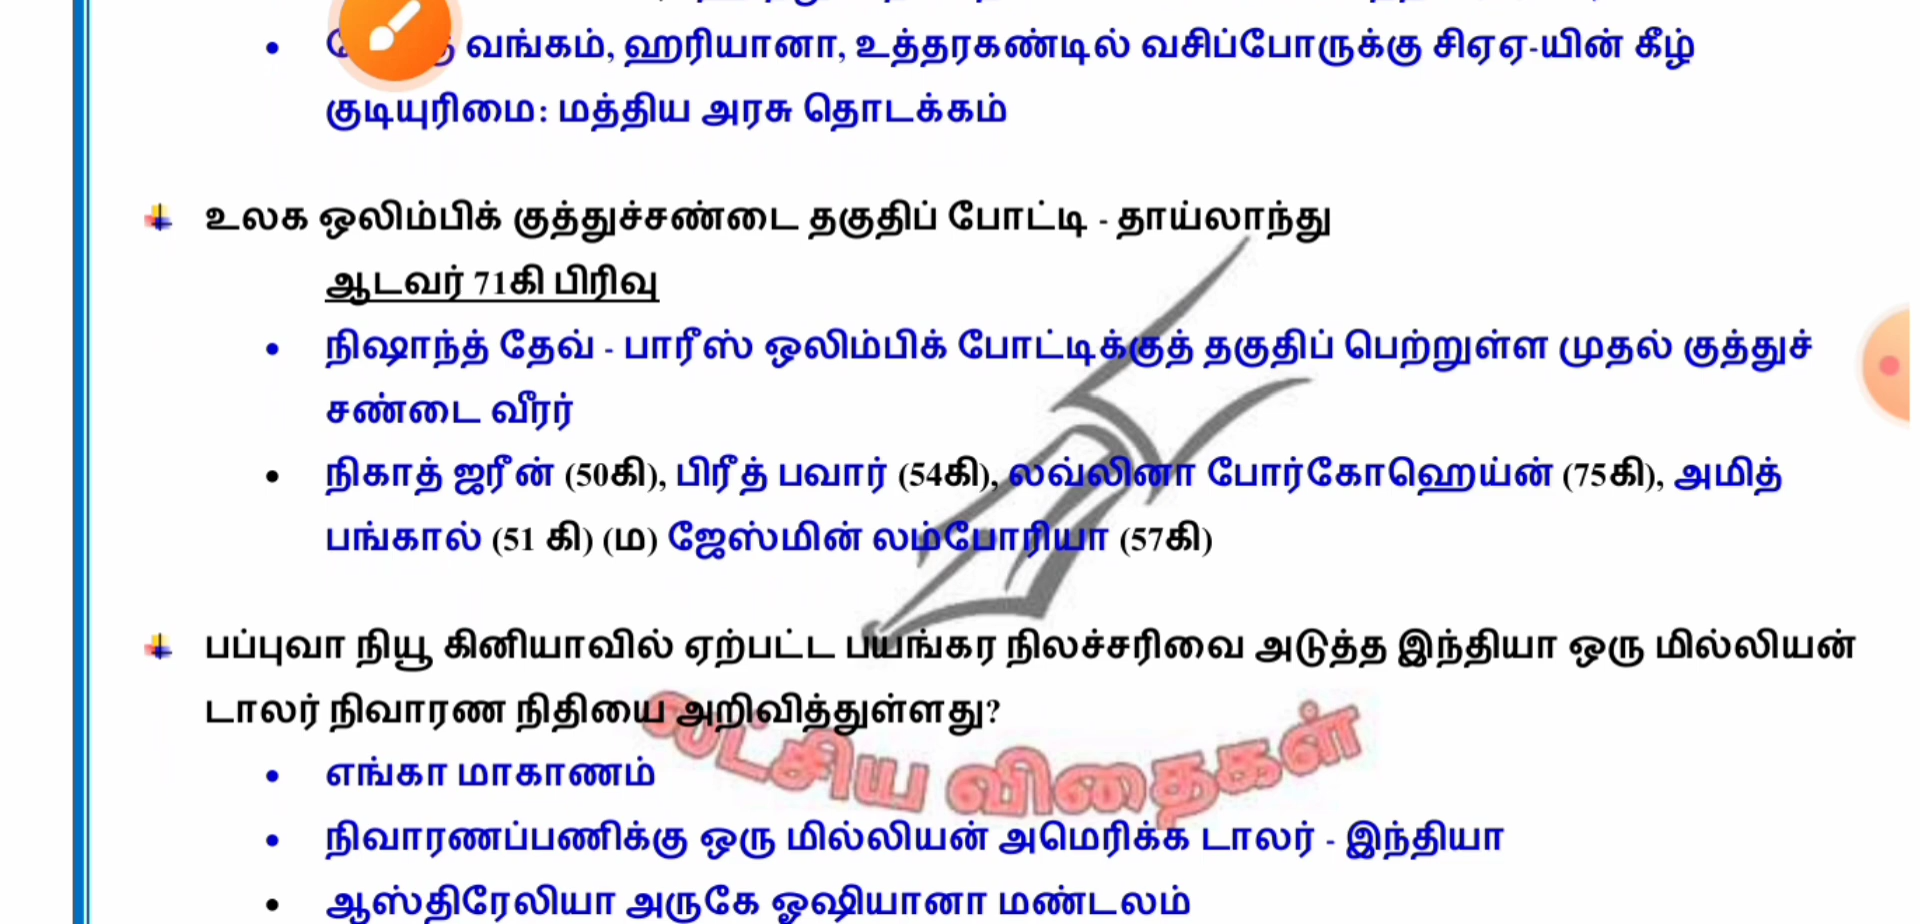 வங்கம், ஹரியானா, உத்தரகண்டில் வசிப்போருக்கு சிஏஏ-யின் கீழ்
குடியுரிமை: மத்திய அரசு தொடக்கம்
உலக ஒலிம்பிக் குத்துச்சண்டை தகுதிப் போட்டி - தாய்லாந்து
ஆடவர் 71கி பிரிவு
நிஷாந்த் தேவ் - பாரீஸ் ஒலிம்பிக் போட்டிக்குத் தகுதிப் பெற்றுள்ள முதல் குத்துச்
சண்டை வீரர்
நிகாத் ஜரீன் (50கி), பிரீத் பவார் (54கி), லவ்லினா போர்கோஹெய்ன் (75கி), அமித்
பங்கால் (51 கி) (ம) ஜேஸ்மின் லம்போரியா (57கி)
பப்புவா நியூ கினியாவில் ஏற்பட்ட பயங்கர நிலச்சரிவை அடுத்த இந்தியா ஒரு மில்லியன்
டாலர் நிவாரண நிதியை அறிவித்துள்ளது?
லட்சிய விதைகள்
எங்கா மாகாணம்
நிவாரணப்பணிக்கு ஒரு மில்லியன் அமெரிக்க டாலர் - இந்தியா
ஆஸ்திரேலியா அருகே ஓஷியானா மண்டலம்